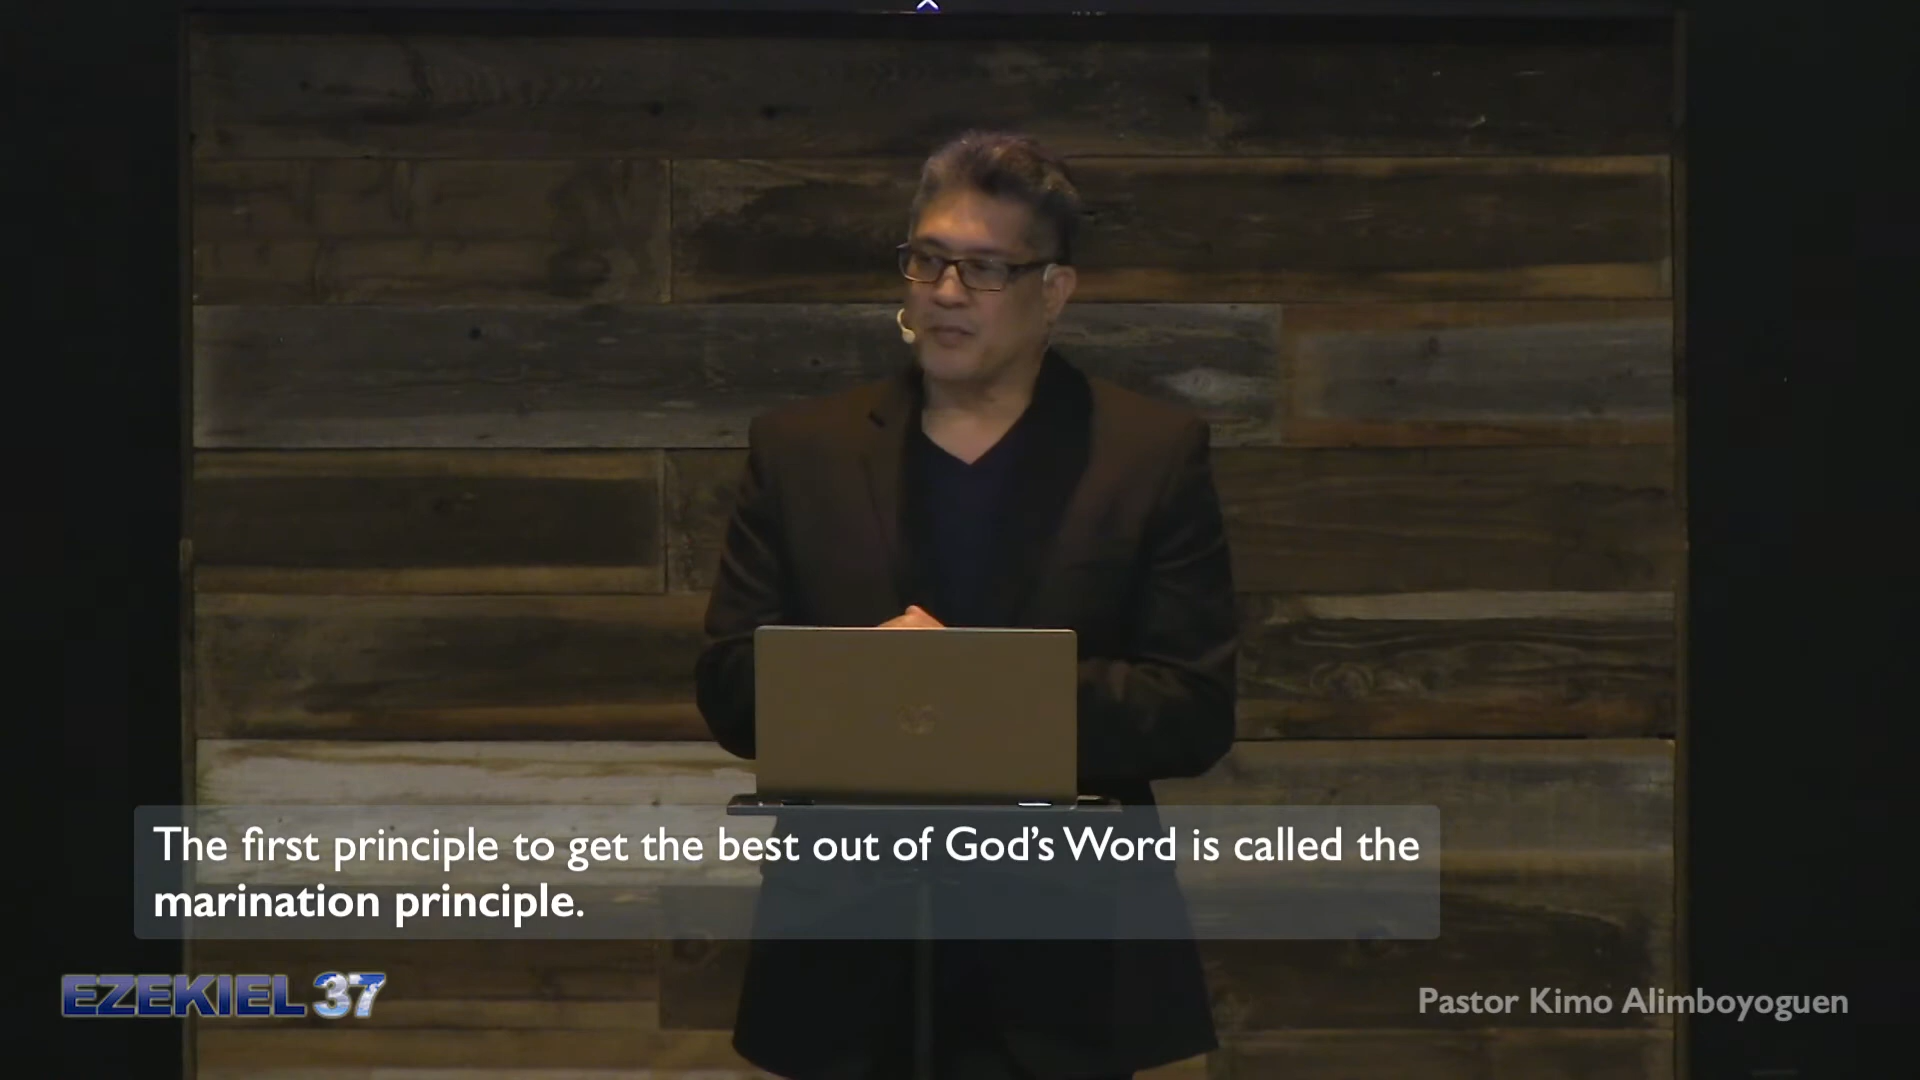 The first principle to get the best out of God's Word is called the
marination principle.
EZEKIEL 37
Pastor Kimo Alimboyoguen